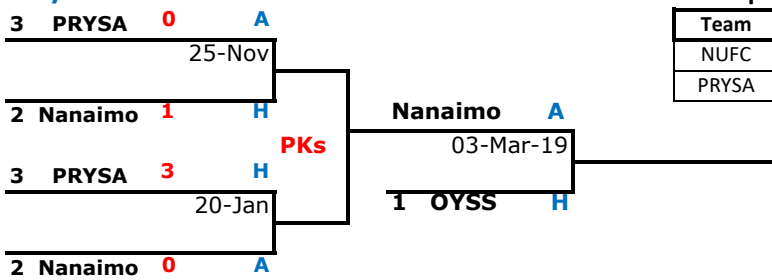 3 PRYSA 0 A
25-Nov
2 Nanaimo 1 H
PKs
3 PRYSA 3 H
20-Jan
2 Nanaimo 0 A
Nanaimo A
03-Mar-19
1 OYSS H
Team
NUFC
PRYSA